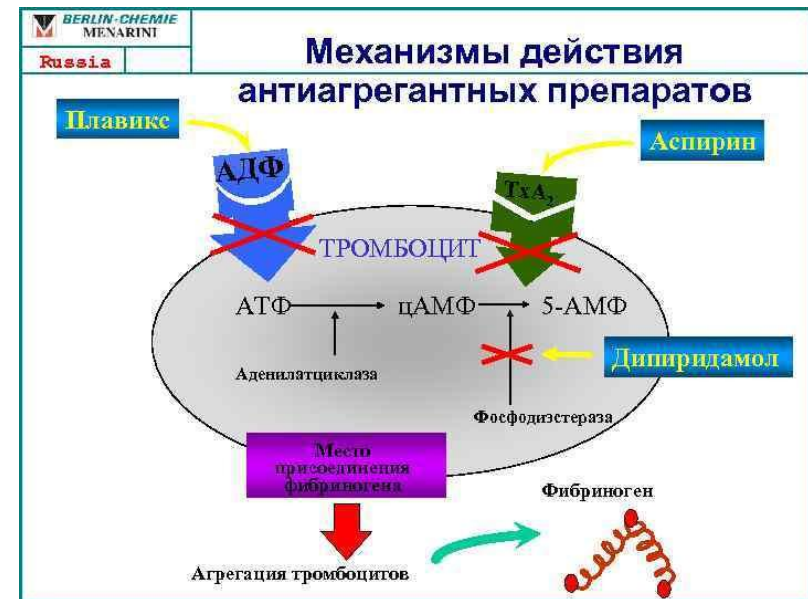 BERLIN-CHEMIE
MENARINI
Russia
Механизмы действия
антиагрегантных препаратов
Плавикс
Аспирин
АДФ
TxA2
ТРОМБОЦИТ
АТФ
цАМФ
5-АМФ
Дипиридамол
Аденилатциклаза
Фосфодиэстераза
Место
присоединения
фибриногена
Фибриноген
Агрегация тромбоцитов